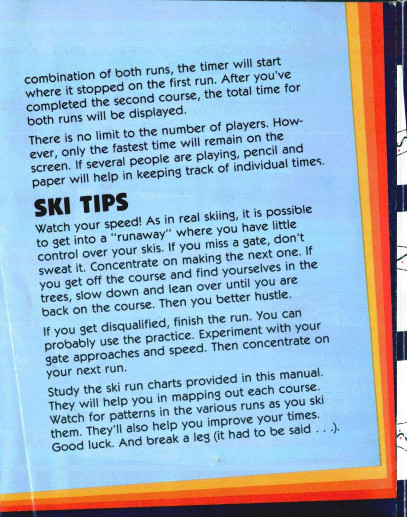 combination of both runs, the timer will start
where it stopped on the first run. After you've
completed the second course, the total time for
both runs will be displayed.
There is no limit to the number of players. How-
ever, only the fastest time will remain on the
screen. If several people are playing, pencil and
paper will help in keeping track of individual times.
SKI TIPS
Watch your speed! As in real skiing, it is possible
to get into a "runaway" where you have little
control over your skis. If you miss a gate, don't
sweat it. Concentrate on making the next one. If
you get off the course and find yourselves in the
trees, slow down and lean over until you are
back on the course. Then you better hustle.
If you get disqualified, finish the run. You can
probably use the practice. Experiment with your
gate approaches and speed. Then concentrate on
your next run.
Study the ski run charts provided in this manual.
They will help you in mapping out each course.
Watch for patterns in the various runs as you ski
them. They'll also help you improve your times.
Good luck. And break a leg (it had to be said . . .).